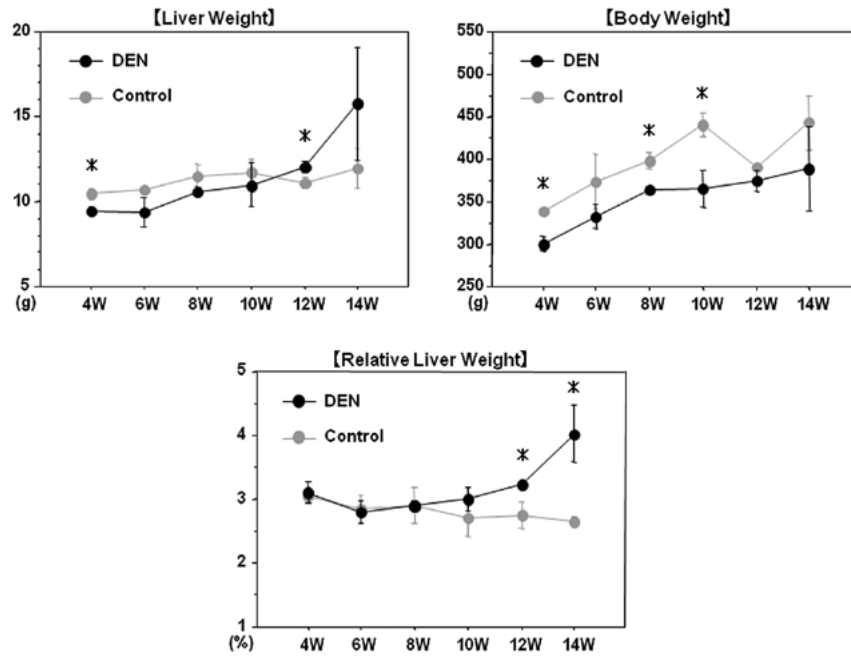 【Liver Weight】
20
15
10
5
(g)
DEN
Control
*
*
4W 6W 8W 10W 12W 14W
【Body Weight】
550
500
450
400
350
300
250
(g)
DEN
Control
*
*
*
4W 6W 8W 10W 12W 14W
【Relative Liver Weight】
5
4
3
2
1
(%)
DEN
Control
*
*
4W 6W 8W 10W 12W 14W